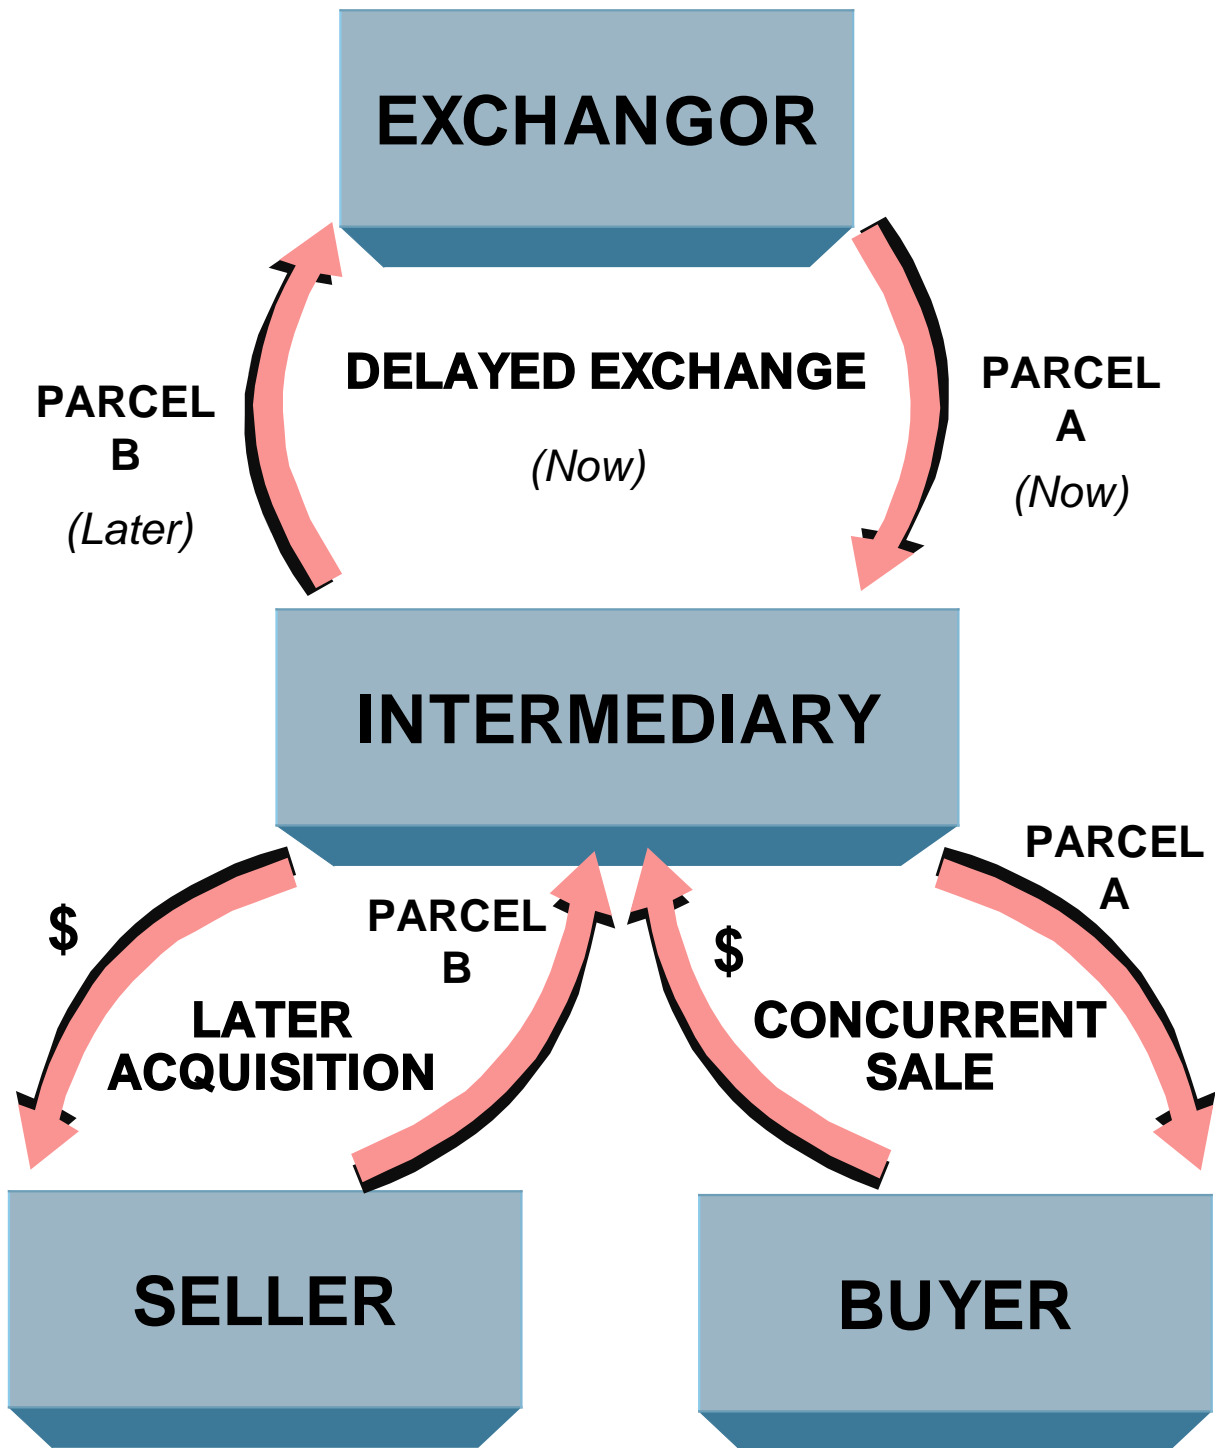 EXCHANGOR
DELAYED EXCHANGE
(Now)
PARCEL
B
(Later)
PARCEL
A
(Now)
INTERMEDIARY
$
PARCEL
B
LATER
ACQUISITION
$
CONCURRENT
SALE
PARCEL
A
SELLER
BUYER